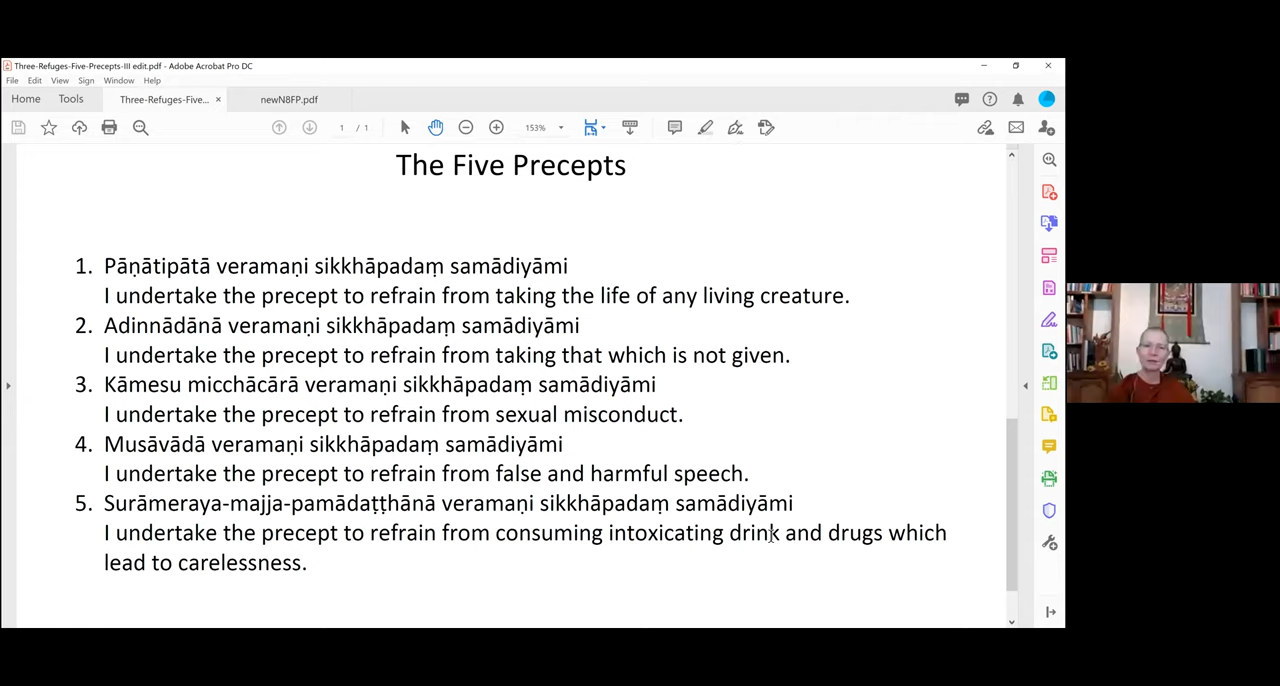 Three-Refuges-Five-Precepts-III edit.pdf - Adobe Acrobat Pro DC
File Edit View Sign Window Help
Home Tools Three-Refuges-Five... × newN8FP.pdf
1 / 1 153%
The Five Precepts
1. Pāṇātipātā veramaṇi sikkhāpadaṃ samādiyāmi
I undertake the precept to refrain from taking the life of any living creature.
2. Adinnādānā veramaṇi sikkhāpadaṃ samādiyāmi
I undertake the precept to refrain from taking that which is not given.
3. Kāmesu micchācārā veramaṇi sikkhāpadaṃ samādiyāmi
I undertake the precept to refrain from sexual misconduct.
4. Musāvādā veramaṇi sikkhāpadaṃ samādiyāmi
I undertake the precept to refrain from false and harmful speech.
5. Surāmeraya-majja-pamādaṭṭhānā veramaṇi sikkhāpadaṃ samādiyāmi
I undertake the precept to refrain from consuming intoxicating drink and drugs which
lead to carelessness.